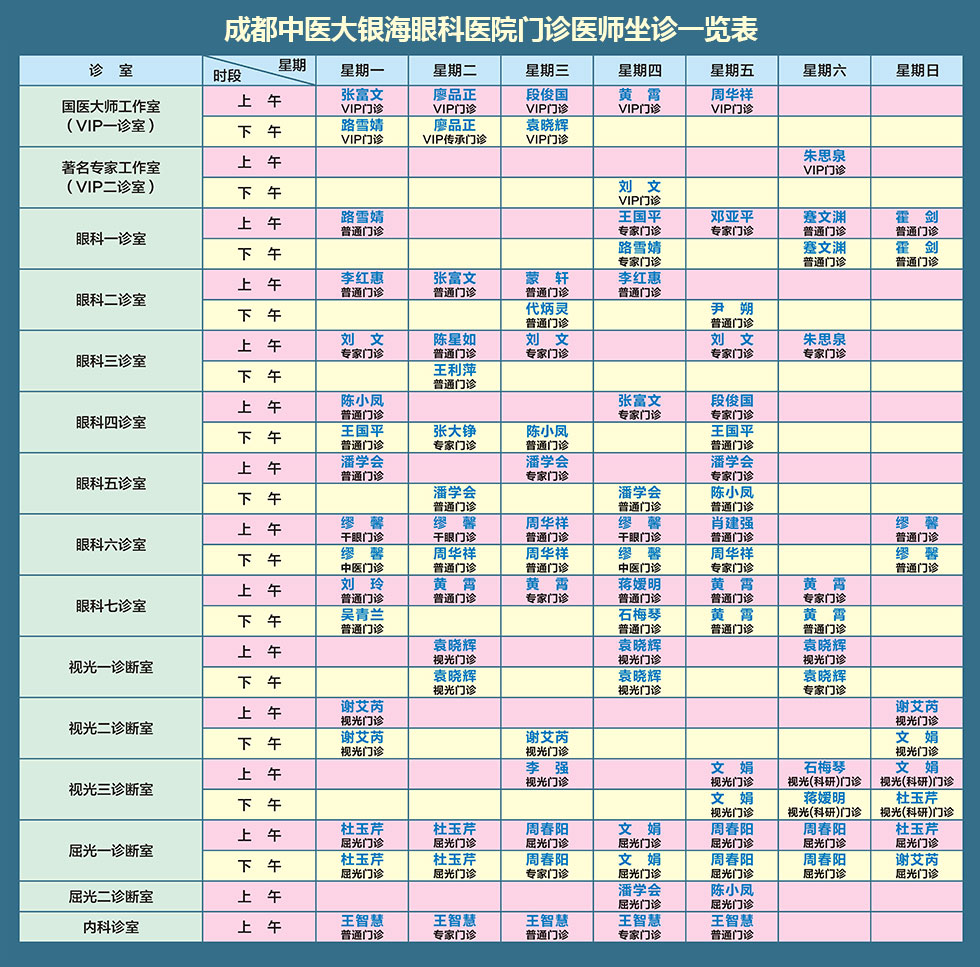 成都中医大银海眼科医院门诊医师坐诊一览表
诊 室 时段 星期 星期一 星期二 星期三 星期四 星期五 星期六 星期日
国医大师工作室
（VIP一诊室）
上 午 张富文 廖品正 段俊国 黄 霄 周华祥
VIP门诊 VIP门诊 VIP门诊 VIP门诊 VIP门诊
下 午 路雪婧 廖品正 袁晓辉
VIP门诊 VIP传承门诊 VIP门诊
著名专家工作室
（VIP二诊室）
上 午 朱思泉
VIP门诊
下 午 刘 文
VIP门诊
眼科一诊室
上 午 路雪婧 王国平 邓亚平 蹇文渊 霍 剑
普通门诊 专家门诊 专家门诊 普通门诊 普通门诊
下 午 路雪婧 蹇文渊 霍 剑
专家门诊 普通门诊 普通门诊
眼科二诊室
上 午 李红惠 张富文 蒙 轩 李红惠
普通门诊 普通门诊 普通门诊 普通门诊
下 午 代炳灵 尹 朔
普通门诊 普通门诊
眼科三诊室
上 午 刘 文 陈星如 刘 文 刘 文 朱思泉
专家门诊 普通门诊 专家门诊 专家门诊 专家门诊
下 午 王利萍
普通门诊
眼科四诊室
上 午 陈小凤 张富文 段俊国
普通门诊 专家门诊 专家门诊
下 午 王国平 张大铮 陈小凤 王国平
普通门诊 专家门诊 普通门诊 普通门诊
眼科五诊室
上 午 潘学会 潘学会 潘学会
普通门诊 专家门诊 专家门诊
下 午 潘学会 潘学会 陈小凤
普通门诊 普通门诊 普通门诊
眼科六诊室
上 午 缪 馨 缪 馨 周华祥 缪 馨 肖建强 缪 馨
干眼门诊 干眼门诊 普通门诊 干眼门诊 普通门诊 普通门诊
下 午 缪 馨 周华祥 周华祥 缪 馨 周华祥 缪 馨
中医门诊 普通门诊 普通门诊 中医门诊 专家门诊 普通门诊
眼科七诊室
上 午 刘 玲 黄 霄 黄 霄 蒋嫒明 黄 霄 黄 霄
普通门诊 普通门诊 专家门诊 普通门诊 普通门诊 专家门诊
下 午 吴青兰 石梅琴 黄 霄 黄 霄
普通门诊 普通门诊 普通门诊 普通门诊
视光一诊断室
上 午 袁晓辉 袁晓辉 袁晓辉
视光门诊 视光门诊 视光门诊
下 午 袁晓辉 袁晓辉 袁晓辉
视光门诊 视光门诊 专家门诊
视光二诊断室
上 午 谢艾芮 谢艾芮
视光门诊 视光门诊
下 午 谢艾芮 谢艾芮 文 娟
视光门诊 视光门诊 视光门诊
视光三诊断室
上 午 李 强 文 娟 石梅琴 文 娟
视光门诊 视光门诊 视光(科研)门诊 视光(科研)门诊
下 午 文 娟 蒋嫒明 杜玉芹
视光门诊 视光(科研)门诊 视光(科研)门诊
屈光一诊断室
上 午 杜玉芹 杜玉芹 周春阳 文 娟 周春阳 周春阳 杜玉芹
屈光门诊 屈光门诊 屈光门诊 屈光门诊 屈光门诊 屈光门诊 屈光门诊
下 午 杜玉芹 杜玉芹 周春阳 文 娟 周春阳 周春阳 谢艾芮
屈光门诊 屈光门诊 专家门诊 屈光门诊 屈光门诊 屈光门诊 屈光门诊
屈光二诊断室 上 午 潘学会 陈小凤
屈光门诊 屈光门诊
内科诊室 上 午 王智慧 王智慧 王智慧 王智慧 王智慧
普通门诊 专家门诊 普通门诊 专家门诊 普通门诊